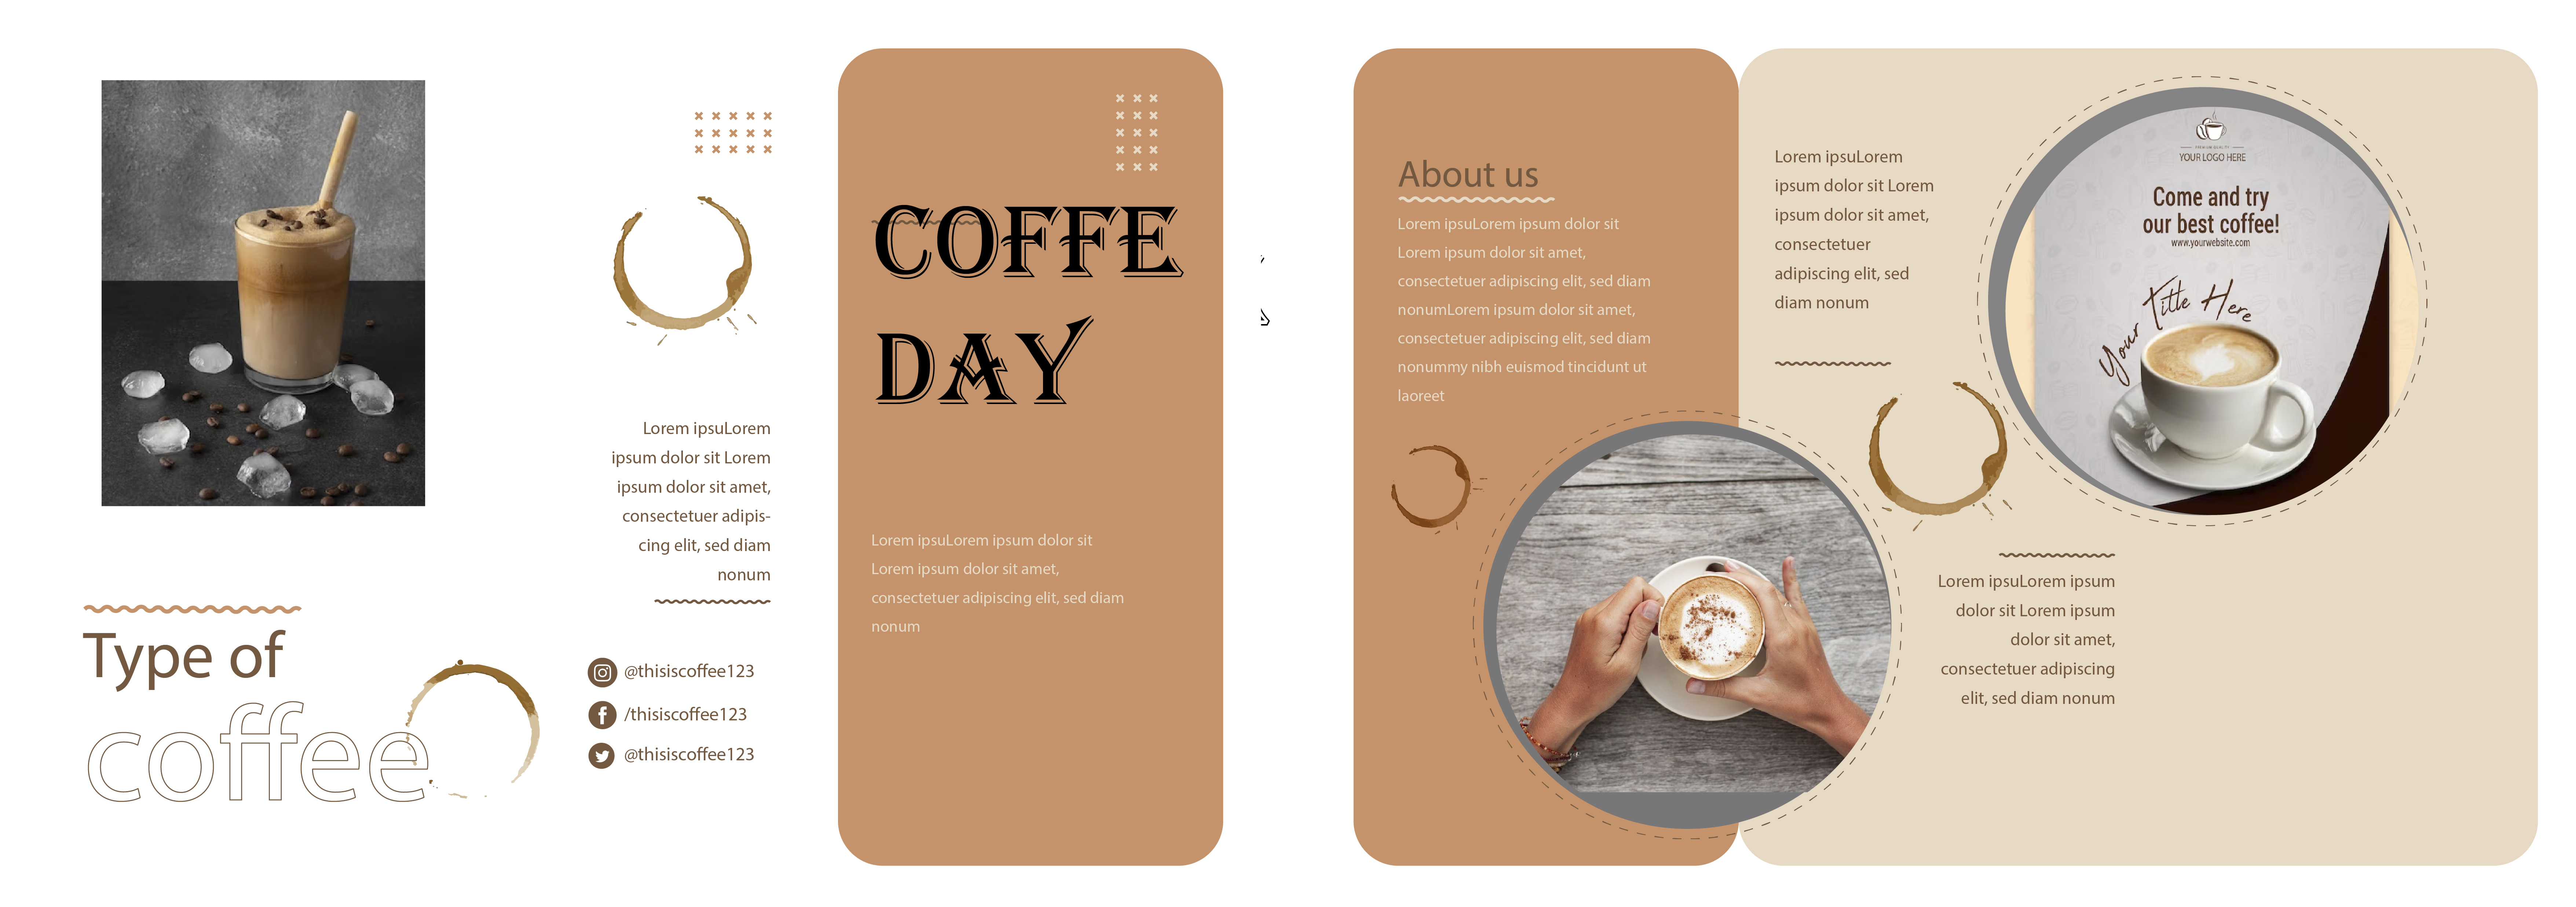 Lorem ipsuLorem
ipsum dolor sit Lorem
ipsum dolor sit amet,
consectetuer adipis-
cing elit, sed diam
nonum
Type of
coffee
@thisiscoffee123
/thisiscoffee123
@thisiscoffee123
COFFE
DAY
Lorem ipsuLorem ipsum dolor sit
Lorem ipsum dolor sit amet,
consectetuer adipiscing elit, sed diam
nonum
About us
Lorem ipsuLorem ipsum dolor sit
Lorem ipsum dolor sit amet,
consectetuer adipiscing elit, sed diam
nonumLorem ipsum dolor sit amet,
consectetuer adipiscing elit, sed diam
nonummy nibh euismod tincidunt ut
laoreet
Lorem ipsuLorem
ipsum dolor sit Lorem
ipsum dolor sit amet,
consectetuer
adipiscing elit, sed
diam nonum
PREMIUM QUALITY
YOUR LOGO HERE
Come and try
our best coffee!
www.yourwebsite.com
Your Title Here
Lorem ipsuLorem ipsum
dolor sit Lorem ipsum
dolor sit amet,
consectetuer adipiscing
elit, sed diam nonum